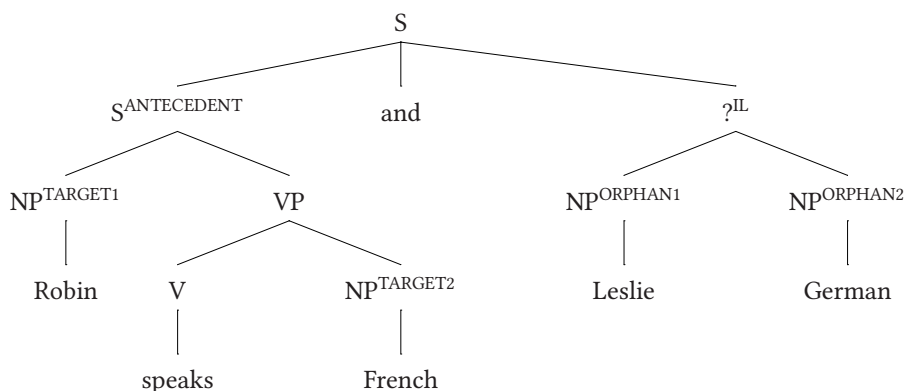 S
S^ANTECEDENT and ?^IL
NP^TARGET1 VP NP^ORPHAN1 NP^ORPHAN2
Robin V NP^TARGET2 Leslie German
speaks French